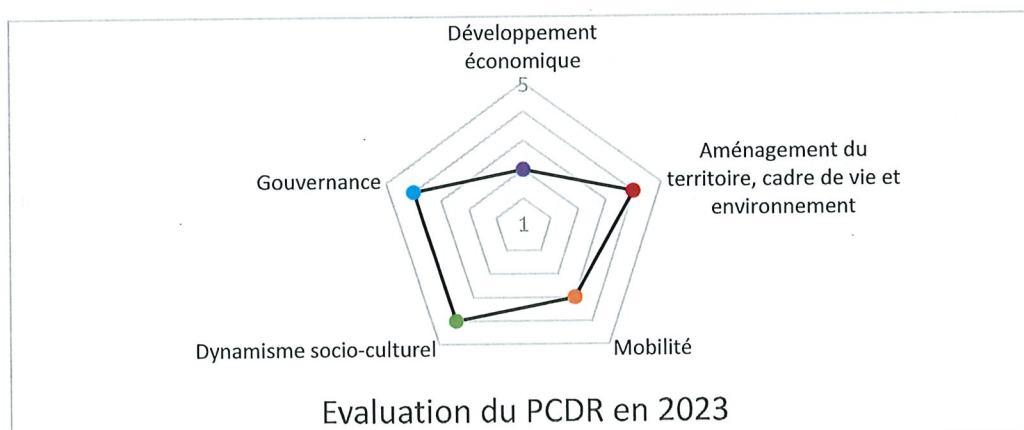 Développement
économique
5
Aménagement du
territoire, cadre de vie et
environnement
Gouvernance
1
Dynamisme socio-culturel
Mobilité
Evaluation du PCDR en 2023